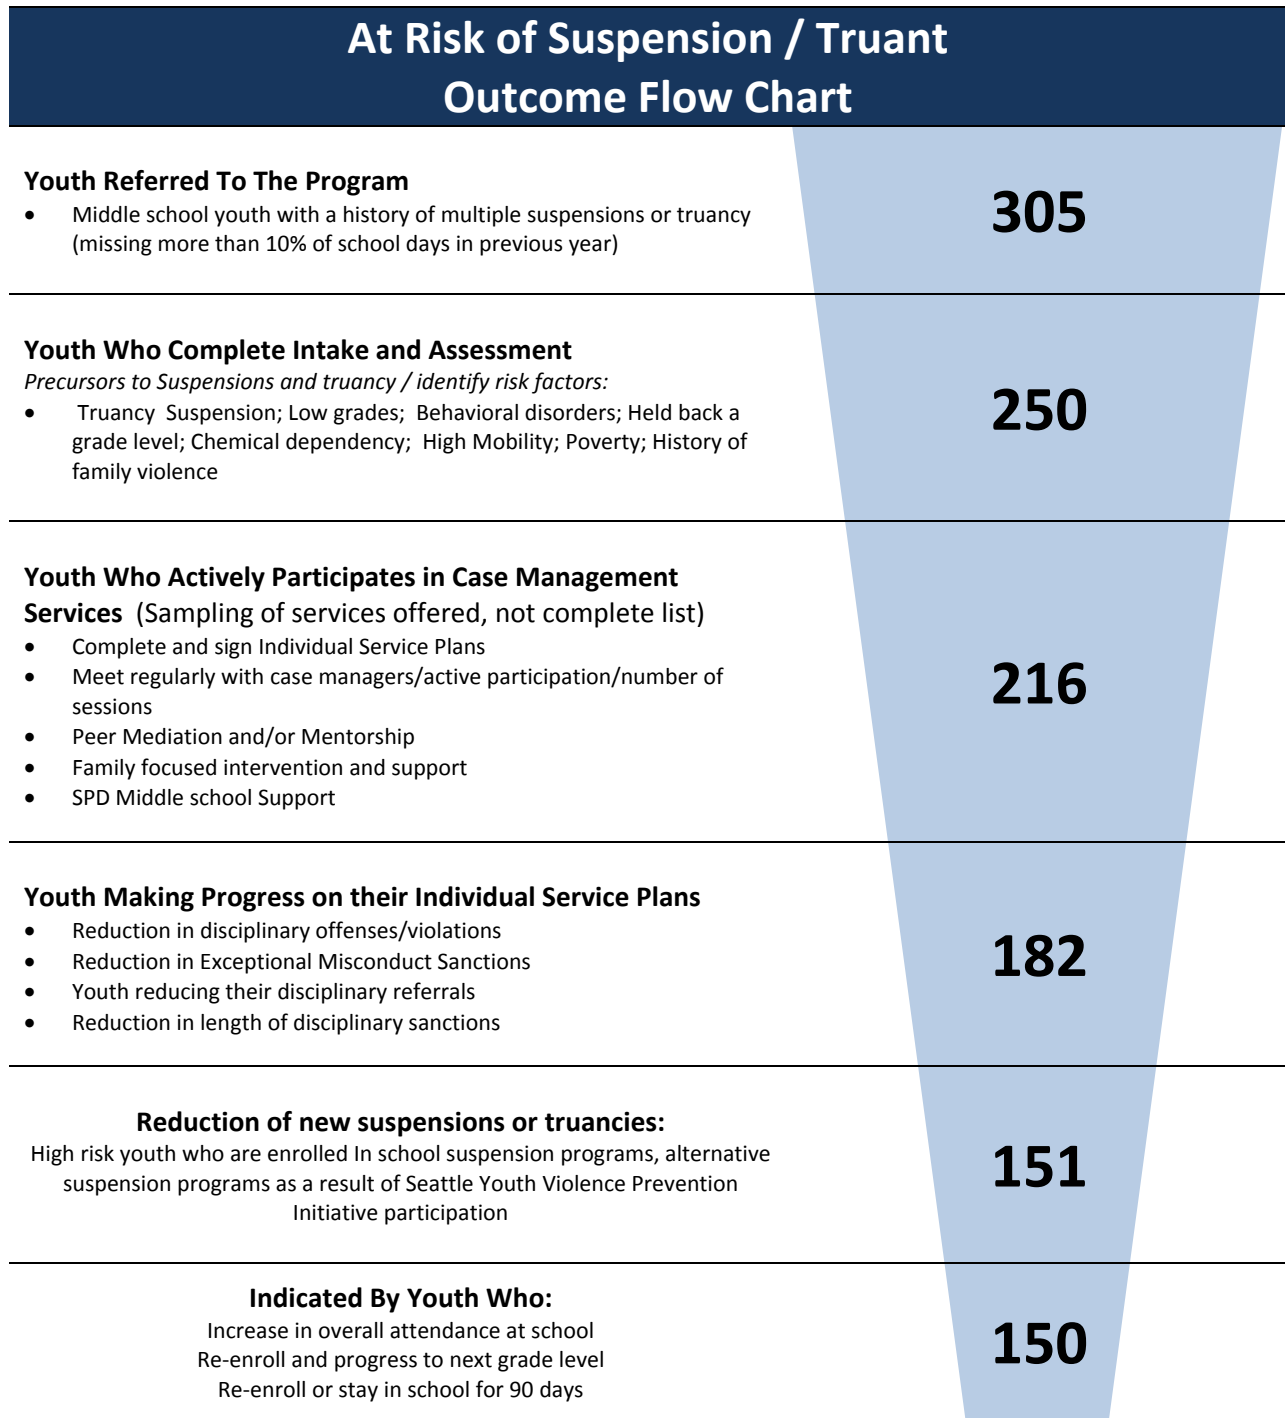 At Risk of Suspension / Truant
Outcome Flow Chart
Youth Referred To The Program
• Middle school youth with a history of multiple suspensions or truancy
(missing more than 10% of school days in previous year)
305
Youth Who Complete Intake and Assessment
Precursors to Suspensions and truancy / identify risk factors:
• Truancy  Suspension; Low grades;  Behavioral disorders; Held back a
grade level; Chemical dependency;  High Mobility; Poverty; History of
family violence
250
Youth Who Actively Participates in Case Management
Services  (Sampling of services offered, not complete list)
• Complete and sign Individual Service Plans
• Meet regularly with case managers/active participation/number of
sessions
• Peer Mediation and/or Mentorship
• Family focused intervention and support
• SPD Middle school Support
216
Youth Making Progress on their Individual Service Plans
• Reduction in disciplinary offenses/violations
• Reduction in Exceptional Misconduct Sanctions
• Youth reducing their disciplinary referrals
• Reduction in length of disciplinary sanctions
182
Reduction of new suspensions or truancies:
High risk youth who are enrolled In school suspension programs, alternative
suspension programs as a result of Seattle Youth Violence Prevention
Initiative participation
151
Indicated By Youth Who:
Increase in overall attendance at school
Re-enroll and progress to next grade level
Re-enroll or stay in school for 90 days
150